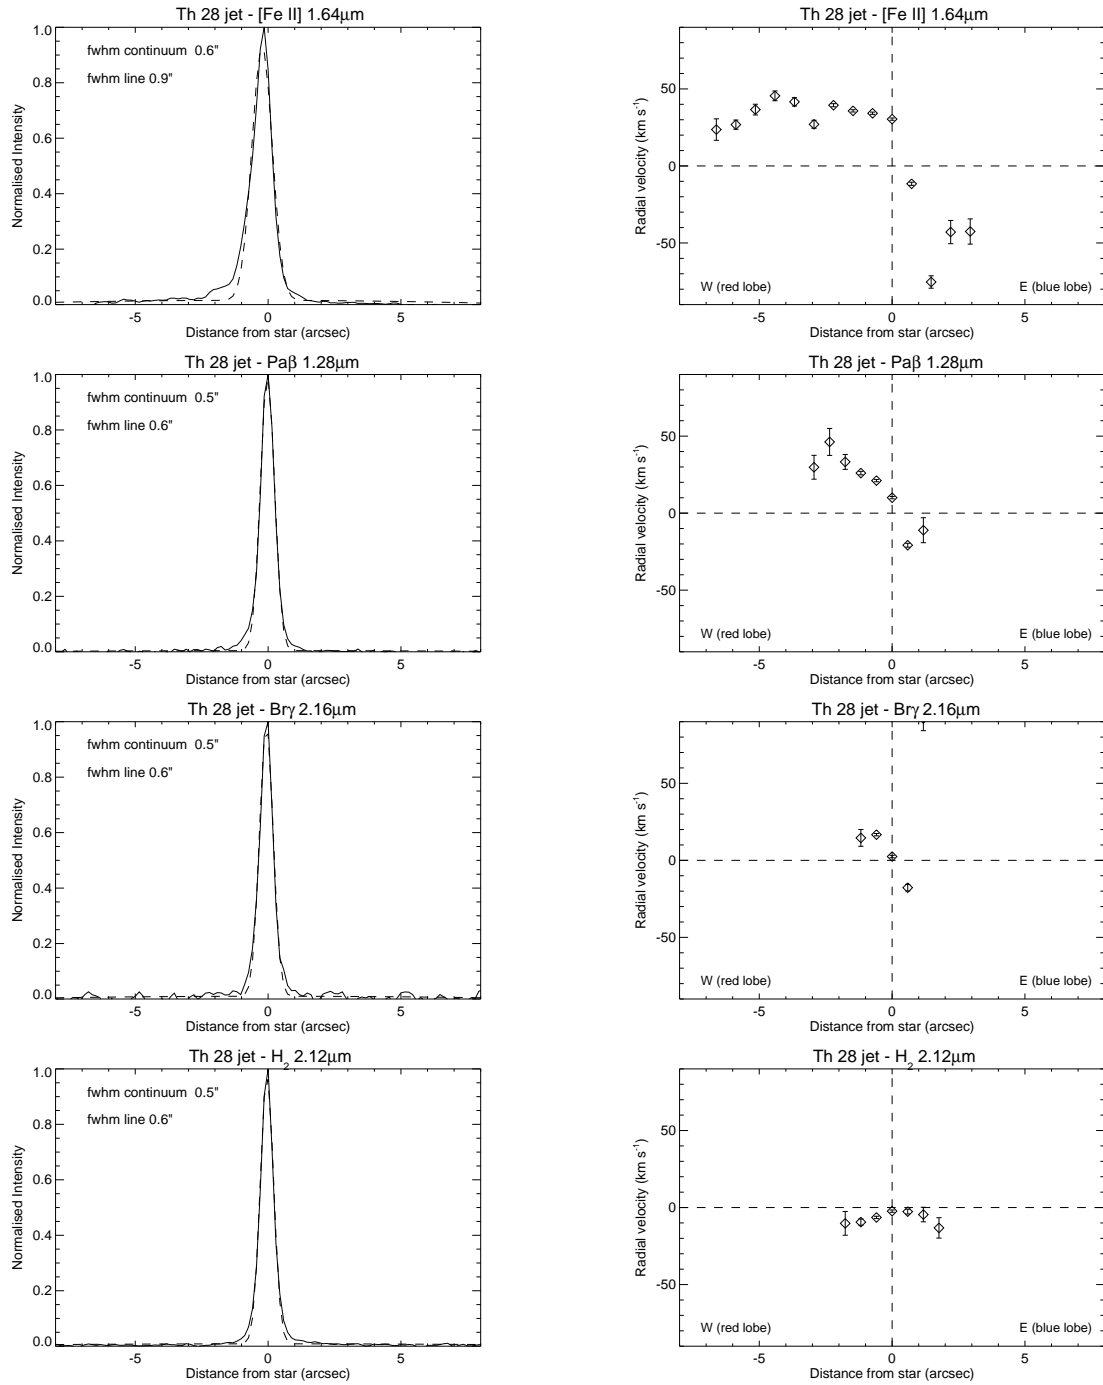 Th 28 jet - [Fe II] 1.64μm
fwhm continuum 0.6"
fwhm line 0.9"
Normalised Intensity
1.0
0.8
0.6
0.4
0.2
0.0
-5
0
5
Distance from star (arcsec)
Th 28 jet - [Fe II] 1.64μm
Radial velocity (km s⁻¹)
50
0
-50
W (red lobe)
E (blue lobe)
-5
0
5
Distance from star (arcsec)
Th 28 jet - Paβ 1.28μm
fwhm continuum 0.5"
fwhm line 0.6"
Normalised Intensity
1.0
0.8
0.6
0.4
0.2
0.0
-5
0
5
Distance from star (arcsec)
Th 28 jet - Paβ 1.28μm
Radial velocity (km s⁻¹)
50
0
-50
W (red lobe)
E (blue lobe)
-5
0
5
Distance from star (arcsec)
Th 28 jet - Brγ 2.16μm
fwhm continuum 0.5"
fwhm line 0.6"
Normalised Intensity
1.0
0.8
0.6
0.4
0.2
0.0
-5
0
5
Distance from star (arcsec)
Th 28 jet - Brγ 2.16μm
Radial velocity (km s⁻¹)
50
0
-50
W (red lobe)
E (blue lobe)
-5
0
5
Distance from star (arcsec)
Th 28 jet - H₂ 2.12μm
fwhm continuum 0.5"
fwhm line 0.6"
Normalised Intensity
1.0
0.8
0.6
0.4
0.2
0.0
-5
0
5
Distance from star (arcsec)
Th 28 jet - H₂ 2.12μm
Radial velocity (km s⁻¹)
50
0
-50
W (red lobe)
E (blue lobe)
-5
0
5
Distance from star (arcsec)